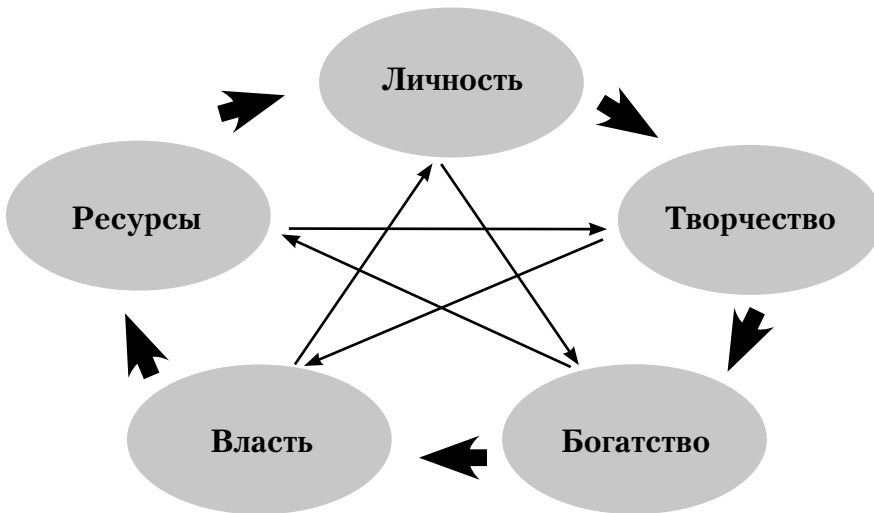 Личность
Ресурсы
Творчество
Власть
Богатство